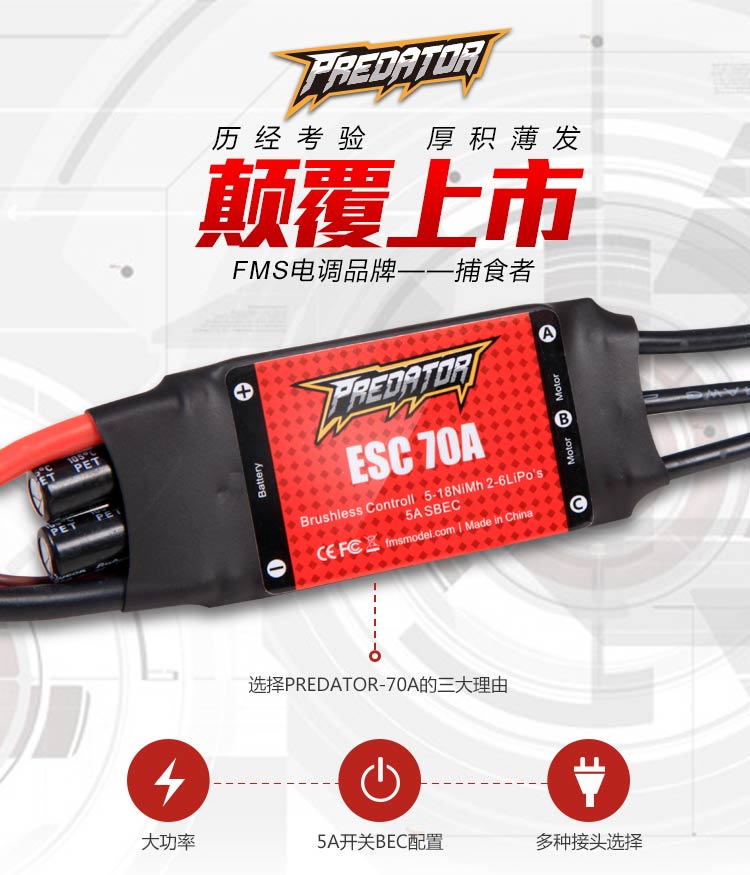 PREDATOR
历经考验 厚积薄发
颠覆上市
FMS电调品牌——捕食者
A
Motor
B
Motor
C
+
Battery
−
PREDATOR
ESC 70A
Brushless Controll 5-18NiMh 2-6LiPo's
5A SBEC
CE FC fmsmodel.com | Made in China
105°C
PET
PET
PET
选择PREDATOR-70A的三大理由
大功率
5A开关BEC配置
多种接头选择